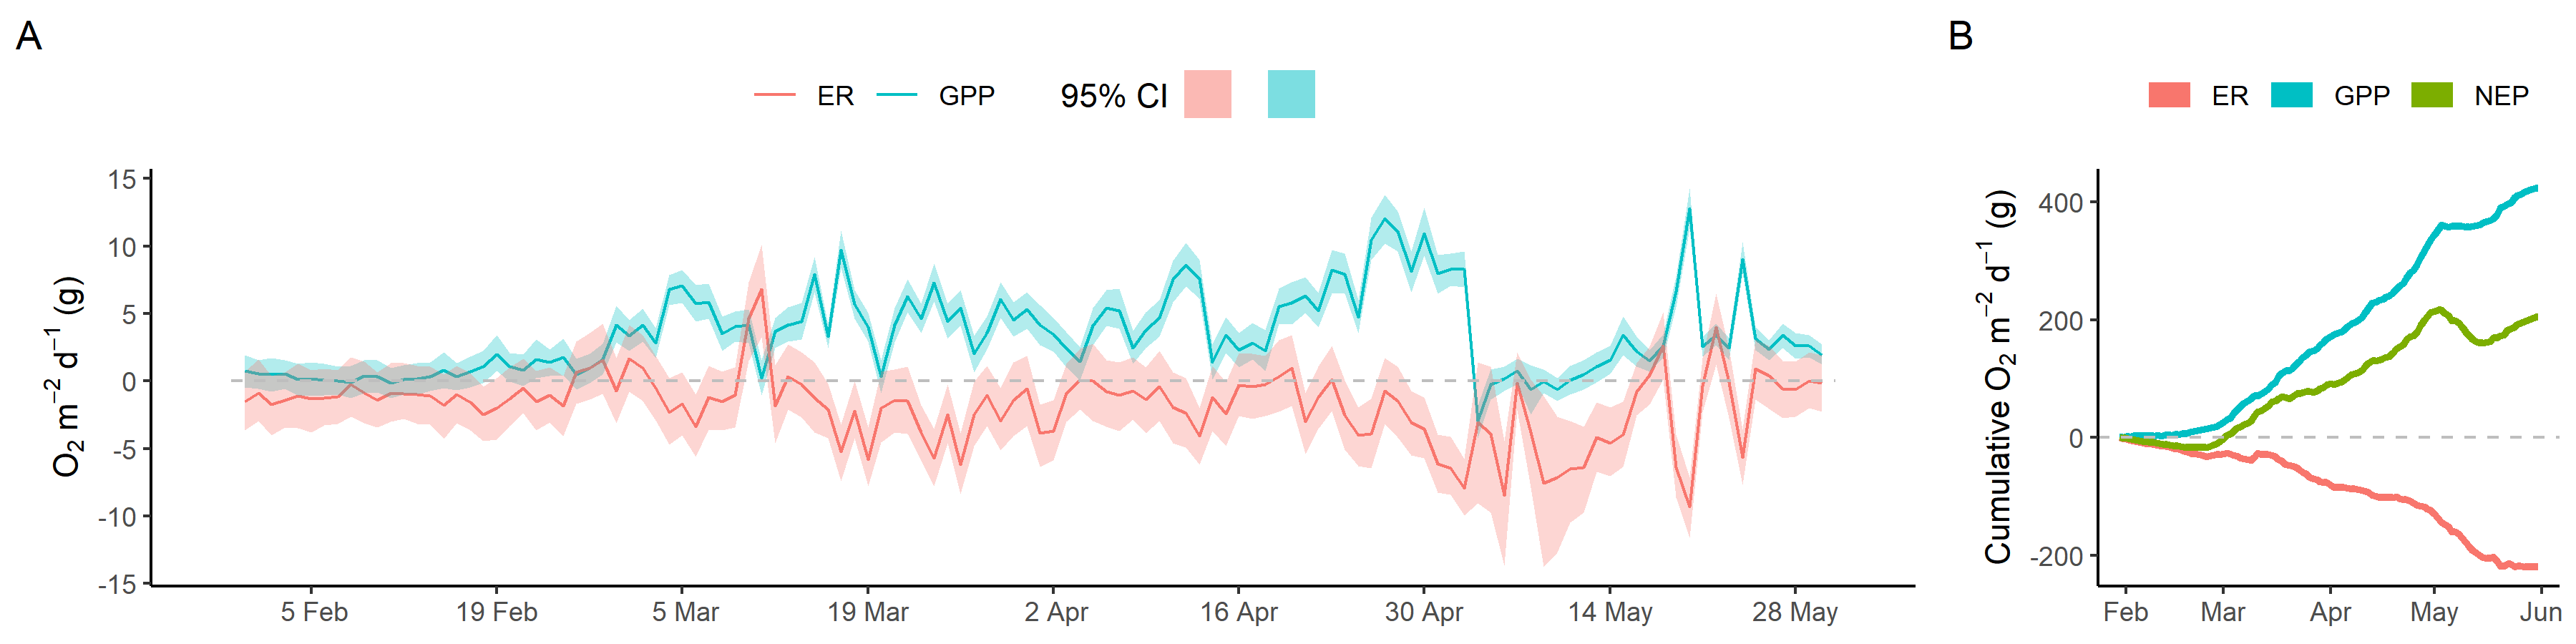 A
B
ER GPP 95% CI
ER GPP NEP
O₂ m⁻² d⁻¹ (g)
15
10
5
0
-5
-10
-15
5 Feb 19 Feb 5 Mar 19 Mar 2 Apr 16 Apr 30 Apr 14 May 28 May
Cumulative O₂ m⁻² d⁻¹ (g)
400
200
0
-200
Feb Mar Apr May Jun